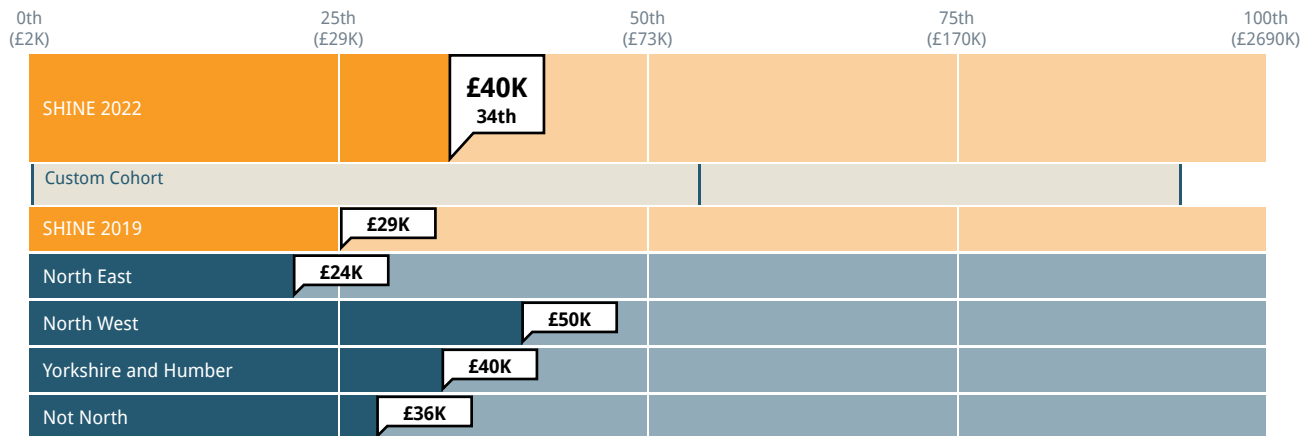 0th 25th 50th 75th 100th
(£2K) (£29K) (£73K) (£170K) (£2690K)
SHINE 2022
£40K
34th
Custom Cohort
SHINE 2019 £29K
North East £24K
North West £50K
Yorkshire and Humber £40K
Not North £36K